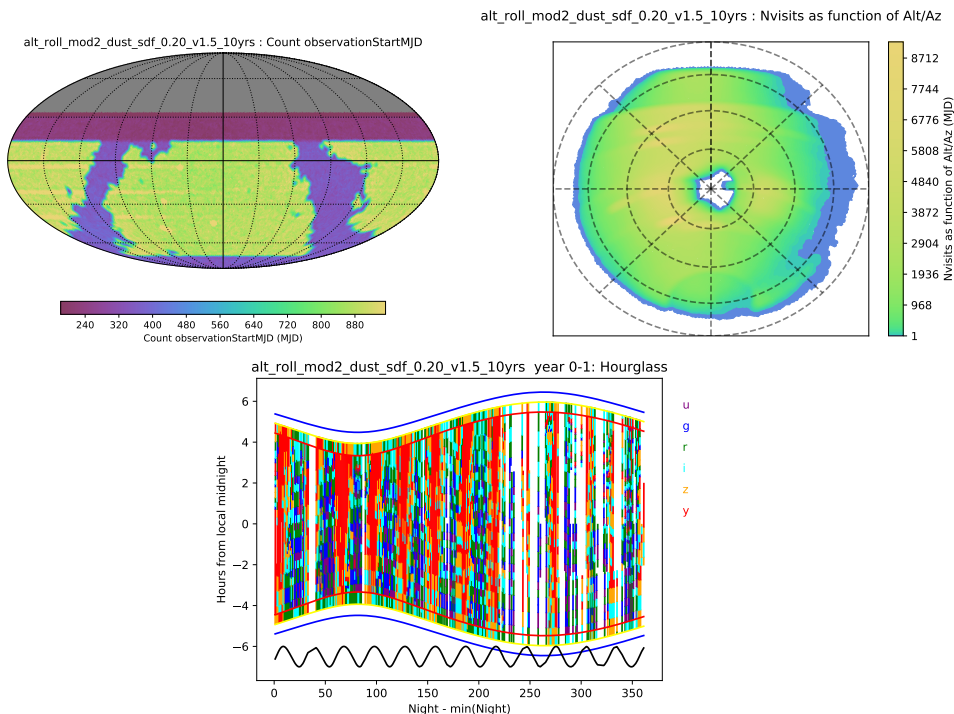 alt_roll_mod2_dust_sdf_0.20_v1.5_10yrs : Count observationStartMJD
240 320 400 480 560 640 720 800 880
Count observationStartMJD (MJD)
alt_roll_mod2_dust_sdf_0.20_v1.5_10yrs : Nvisits as function of Alt/Az
8712
7744
6776
5808
4840
3872
2904
1936
968
1
Nvisits as function of Alt/Az (MJD)
alt_roll_mod2_dust_sdf_0.20_v1.5_10yrs year 0-1: Hourglass
Hours from local midnight
6
4
2
0
−2
−4
−6
0 50 100 150 200 250 300 350
Night - min(Night)
u
g
r
i
z
y